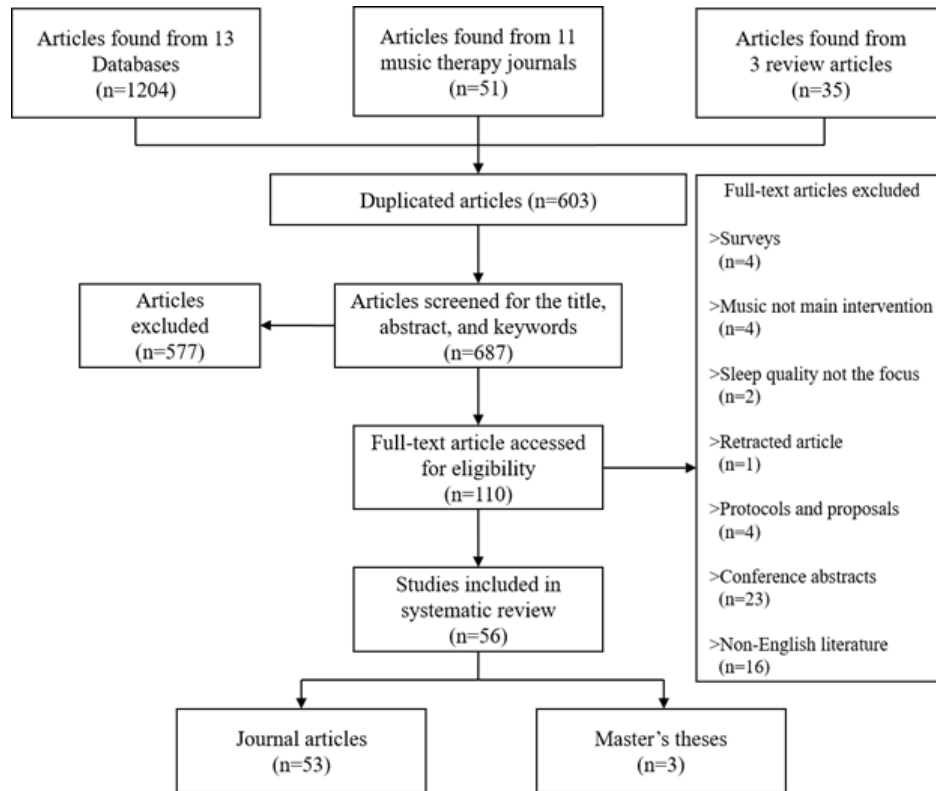 Articles found from 13
Databases
(n=1204)
Articles found from 11
music therapy journals
(n=51)
Articles found from
3 review articles
(n=35)
Duplicated articles (n=603)
Articles
excluded
(n=577)
Articles screened for the title,
abstract, and keywords
(n=687)
Full-text article accessed
for eligibility
(n=110)
Full-text articles excluded
>Surveys
(n=4)
>Music not main intervention
(n=4)
>Sleep quality not the focus
(n=2)
>Retracted article
(n=1)
>Protocols and proposals
(n=4)
>Conference abstracts
(n=23)
>Non-English literature
(n=16)
Studies included in
systematic review
(n=56)
Journal articles
(n=53)
Master’s theses
(n=3)